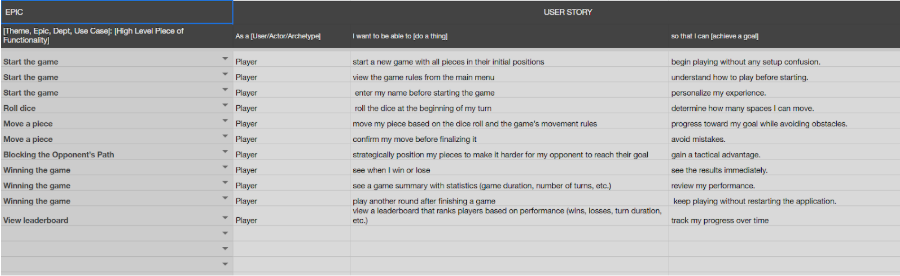 EPIC USER STORY
[Theme, Epic, Dept, Use Case]: [High Level Piece of
Functionality] As a [User/Actor/Archetype] I want to be able to [do a thing] so that I can [achieve a goal]
Start the game Player start a new game with all pieces in their initial positions begin playing without any setup confusion.
Start the game Player view the game rules from the main menu understand how to play before starting.
Start the game Player enter my name before starting the game personalize my experience.
Roll dice Player roll the dice at the beginning of my turn determine how many spaces I can move.
Move a piece Player move my piece based on the dice roll and the game's movement rules progress toward my goal while avoiding obstacles.
Move a piece Player confirm my move before finalizing it avoid mistakes.
Blocking the Opponent's Path Player strategically position my pieces to make it harder for my opponent to reach their goal gain a tactical advantage.
Winning the game Player see when I win or lose see the results immediately.
Winning the game Player see a game summary with statistics (game duration, number of turns, etc.) review my performance.
Winning the game Player play another round after finishing a game keep playing without restarting the application.
View leaderboard Player view a leaderboard that ranks players based on performance (wins, losses, turn duration,
etc.) track my progress over time